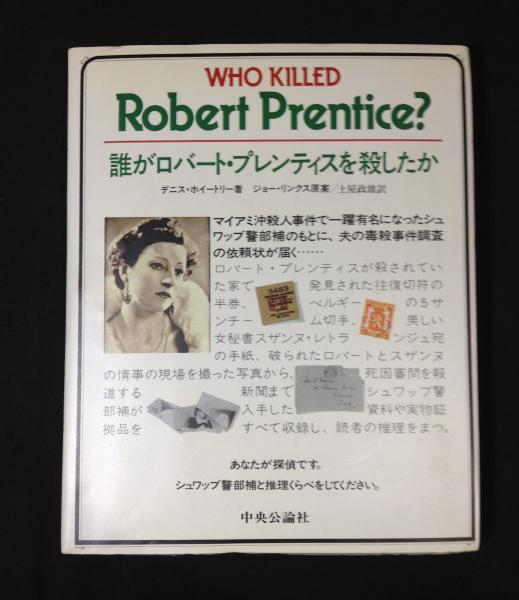 WHO KILLED
Robert Prentice?
誰がロバート・プレンティスを殺したか
デニス・ホイートリー著 ジョー・リンクス原案/土屋政雄訳
マイアミ沖殺人事件で一躍有名になったシュ
ワップ警部補のもとに、夫の毒殺事件調査
の依頼状が届く……
ロバート・プレンティスが殺されてい
た家で 発見された往復切符の
半券、 ベルギー の5サ
ンチー ム切手、 美しい
女秘書スザンヌ・レトラ ンジュ宛
の手紙、破られたロバートとスザンヌ
の情事の現場を撮った写真から、 死因審問を報
道する 新聞まで シュワップ警
部補が 入手した 資料や実物証
拠品を すべて収録し、読者の推理をまつ。
3493
あなたが探偵です。
シュワップ警部補と推理くらべをしてください。
中央公論社